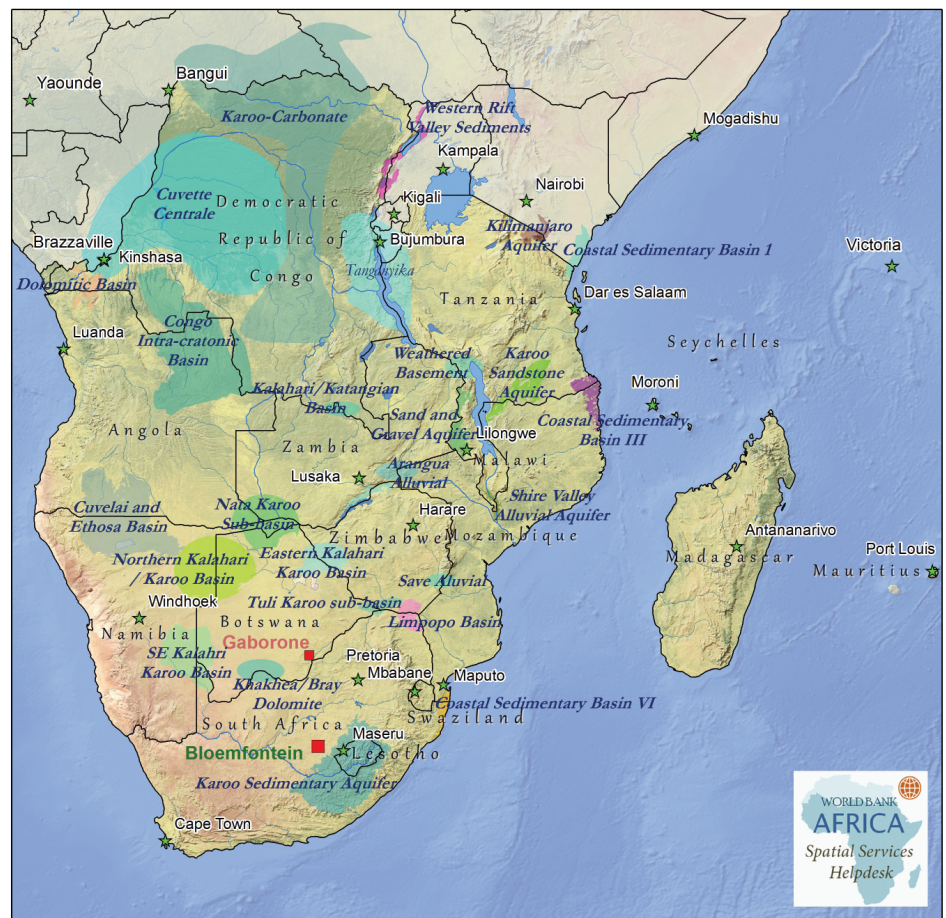 Yaounde
Bangui
Karoo-Carbonate
Western Rift
Valley Sediments
Mogadishu
Kampala
Cuvette
Centrale
Democratic
Kigali
Nairobi
Kilimanjaro
Aquifer
Republic of
Brazzaville
Kinshasa
Bujumbura
Coastal Sedimentary Basin 1
Victoria
Tanganyika
Congo
Dolomitic Basin
Tanzania
Dar es Salaam
Congo
Intra-cratonic
Basin
Luanda
Seychelles
Weathered
Basement
Karoo
Sandstone
Aquifer
Moroni
Kalahari/Katangian
Basin
Sand and
Gravel Aquifer
Coastal Sedimentary
Basin III
Angola
Zambia
Lilongwe
Malawi
Lusaka
Arangua
Alluvial
Cuvelai and
Ethosa Basin
Nata Karoo
Sub-basin
Shire Valley
Alluvial Aquifer
Harare
Zimbabwe
Mozambique
Antananarivo
Madagascar
Port Louis
Mauritius
Northern Kalahari
/ Karoo Basin
Eastern Kalahari
Karoo Basin
Save Aluvial
Windhoek
Tuli Karoo sub-basin
Limpopo Basin
Namibia
Botswana
Gaborone
SE Kalahri
Karoo Basin
Pretoria
Mbabane
Maputo
Khakhea/Bray
Dolomite
Coastal Sedimentary Basin VI
Swaziland
South Africa
Maseru
Bloemfontein
Lesotho
Karoo Sedimentary Aquifer
Cape Town
WORLD BANK
AFRICA
Spatial Services
Helpdesk